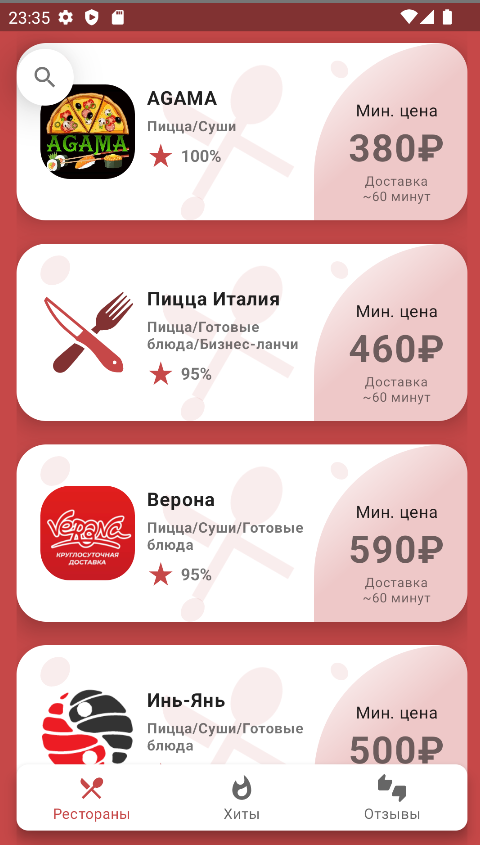 23:35
AGAMA
AGAMA
Пицца/Суши
100%
Мин. цена
380₽
Доставка
~60 минут
Пицца Италия
Пицца/Готовые
блюда/Бизнес-ланчи
95%
Мин. цена
460₽
Доставка
~60 минут
Verona
КРУГЛОСУТОЧНАЯ
ДОСТАВКА
Верона
Пицца/Суши/Готовые
блюда
95%
Мин. цена
590₽
Доставка
~60 минут
Инь-Янь
Пицца/Суши/Готовые
блюда
Мин. цена
500₽
Рестораны
Хиты
Отзывы